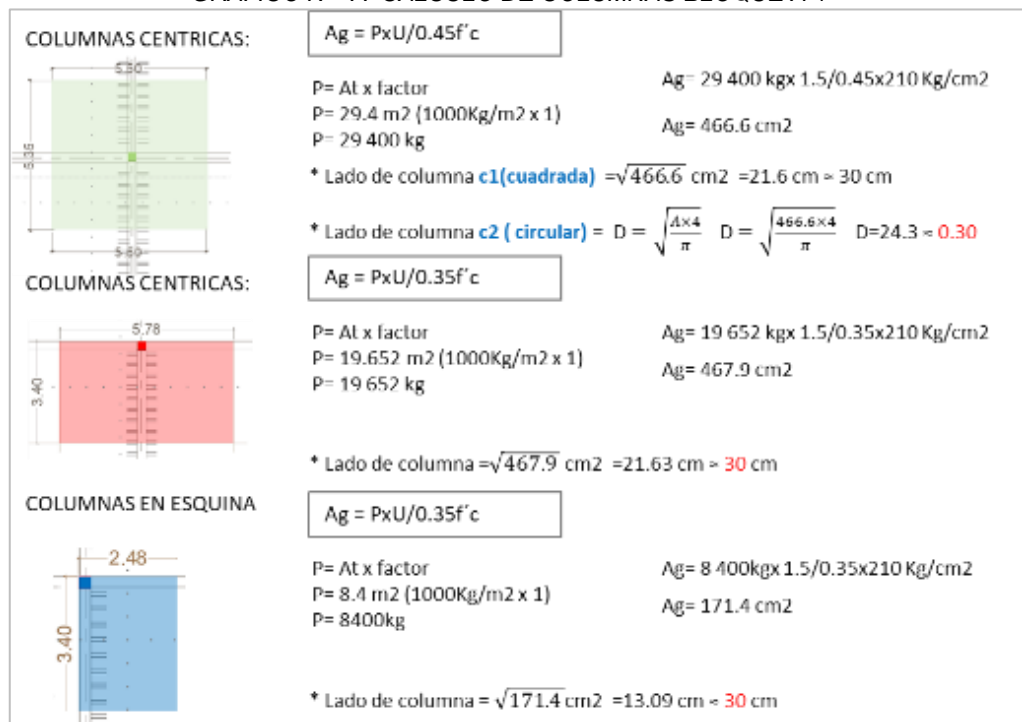 COLUMNAS CENTRICAS:
Ag = PxU/0.45f´c
P= At x factor
P= 29.4 m2 (1000Kg/m2 x 1)
P= 29 400 kg
Ag= 29 400 kgx 1.5/0.45x210 Kg/cm2
Ag= 466.6 cm2
* Lado de columna c1(cuadrada) =√466.6 cm2 =21.6 cm ≈ 30 cm
* Lado de columna c2 ( circular) = D = √(A×4/π) D = √(466.6×4/π) D=24.3 ≈ 0.30
COLUMNAS CENTRICAS:
Ag = PxU/0.35f´c
5.78
3.40
P= At x factor
P= 19.652 m2 (1000Kg/m2 x 1)
P= 19 652 kg
Ag= 19 652 kgx 1.5/0.35x210 Kg/cm2
Ag= 467.9 cm2
* Lado de columna =√467.9 cm2 =21.63 cm ≈ 30 cm
COLUMNAS EN ESQUINA
Ag = PxU/0.35f´c
2.48
3.40
P= At x factor
P= 8.4 m2 (1000Kg/m2 x 1)
P= 8400kg
Ag= 8 400kgx 1.5/0.35x210 Kg/cm2
Ag= 171.4 cm2
* Lado de columna = √171.4 cm2 =13.09 cm ≈ 30 cm